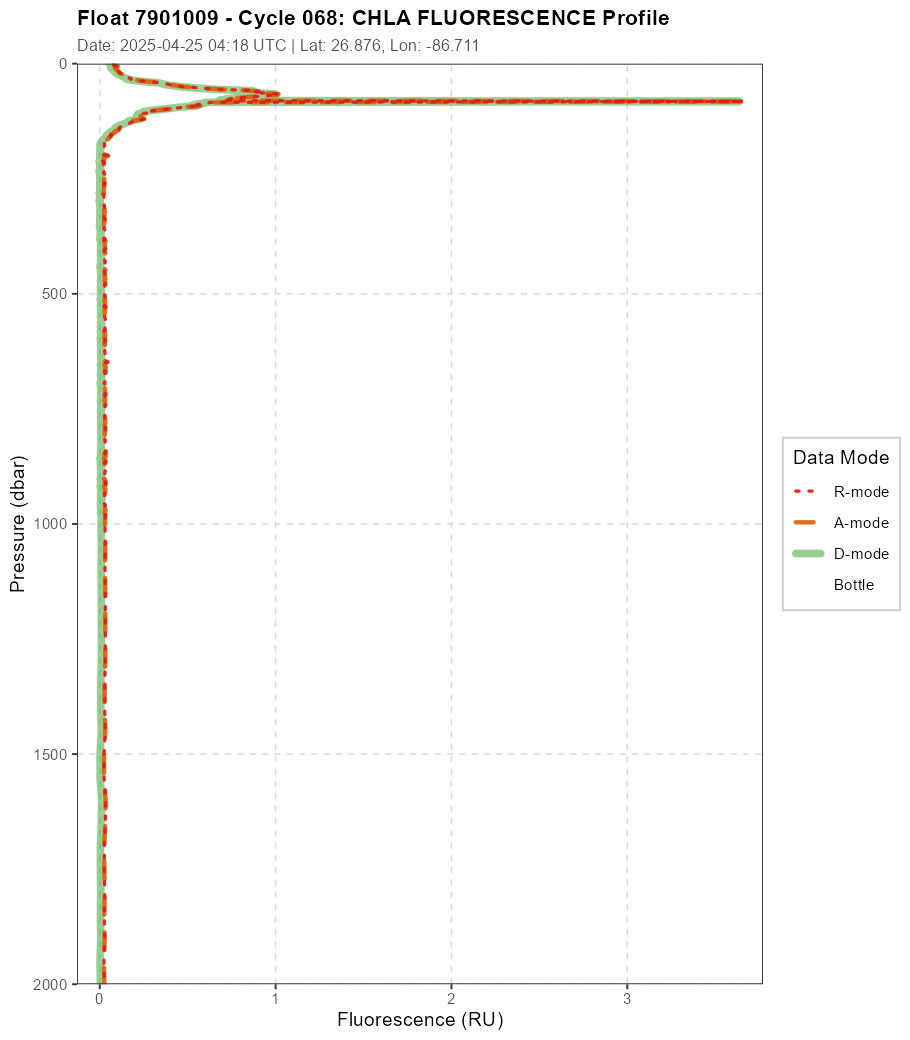 Float 7901009 - Cycle 068: CHLA FLUORESCENCE Profile
Date: 2025-04-25 04:18 UTC | Lat: 26.876, Lon: -86.711
0
500
1000
1500
2000
Pressure (dbar)
0 1 2 3
Fluorescence (RU)
Data Mode
R-mode
A-mode
D-mode
Bottle